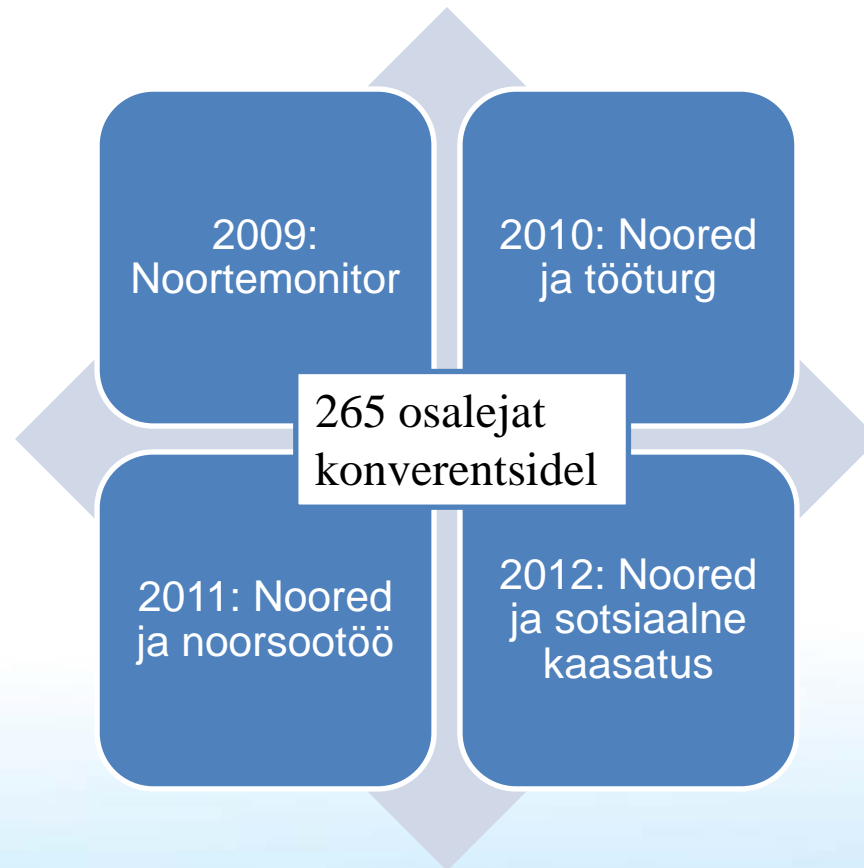 2009:
Noortemonitor
2010: Noored
ja tööturg
265 osalejat
konverentsidel
2011: Noored
ja noorsootöö
2012: Noored
ja sotsiaalne
kaasatus